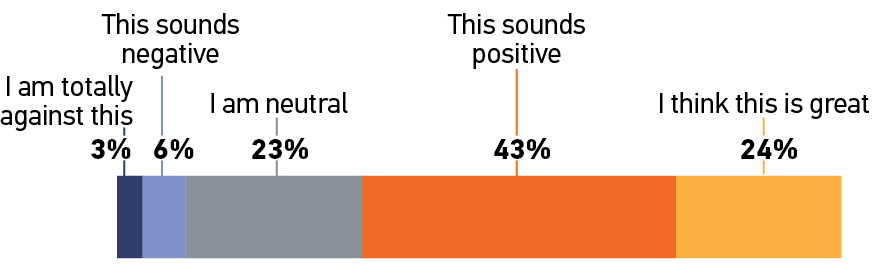 I am totally
against this
3%
This sounds
negative
6%
I am neutral
23%
This sounds
positive
43%
I think this is great
24%